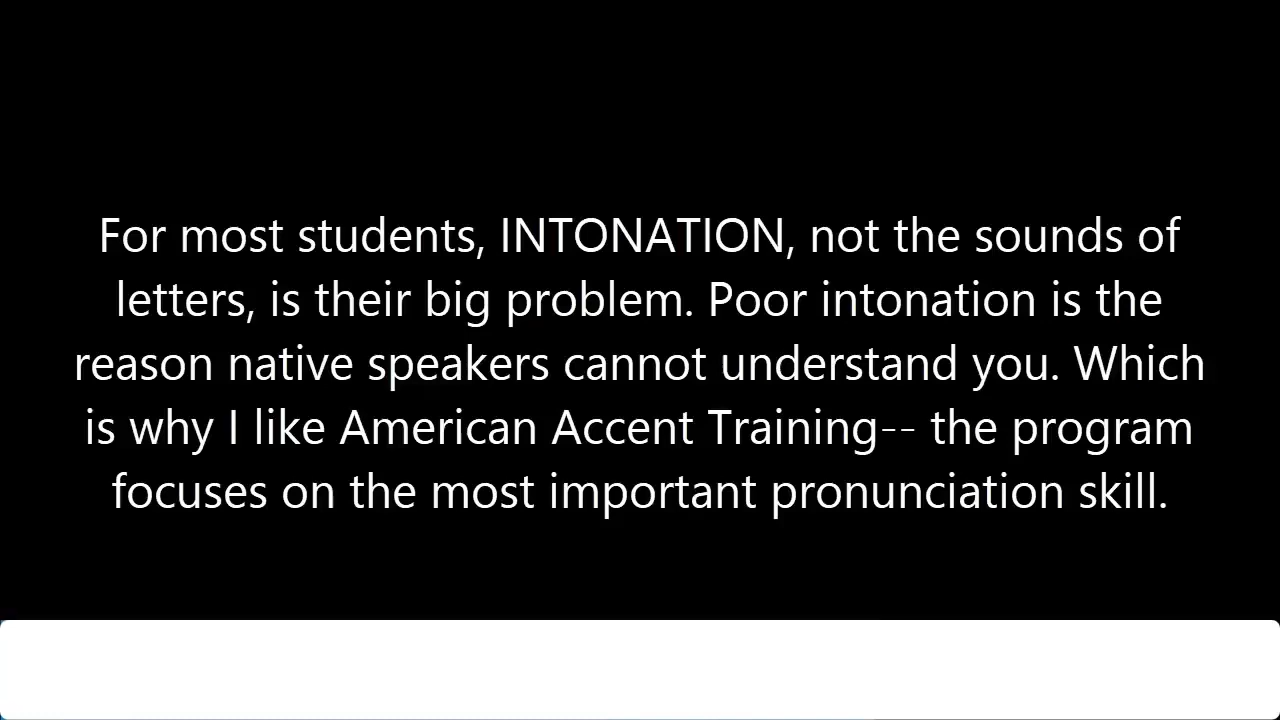 For most students, INTONATION, not the sounds of
letters, is their big problem. Poor intonation is the
reason native speakers cannot understand you. Which
is why I like American Accent Training-- the program
focuses on the most important pronunciation skill.